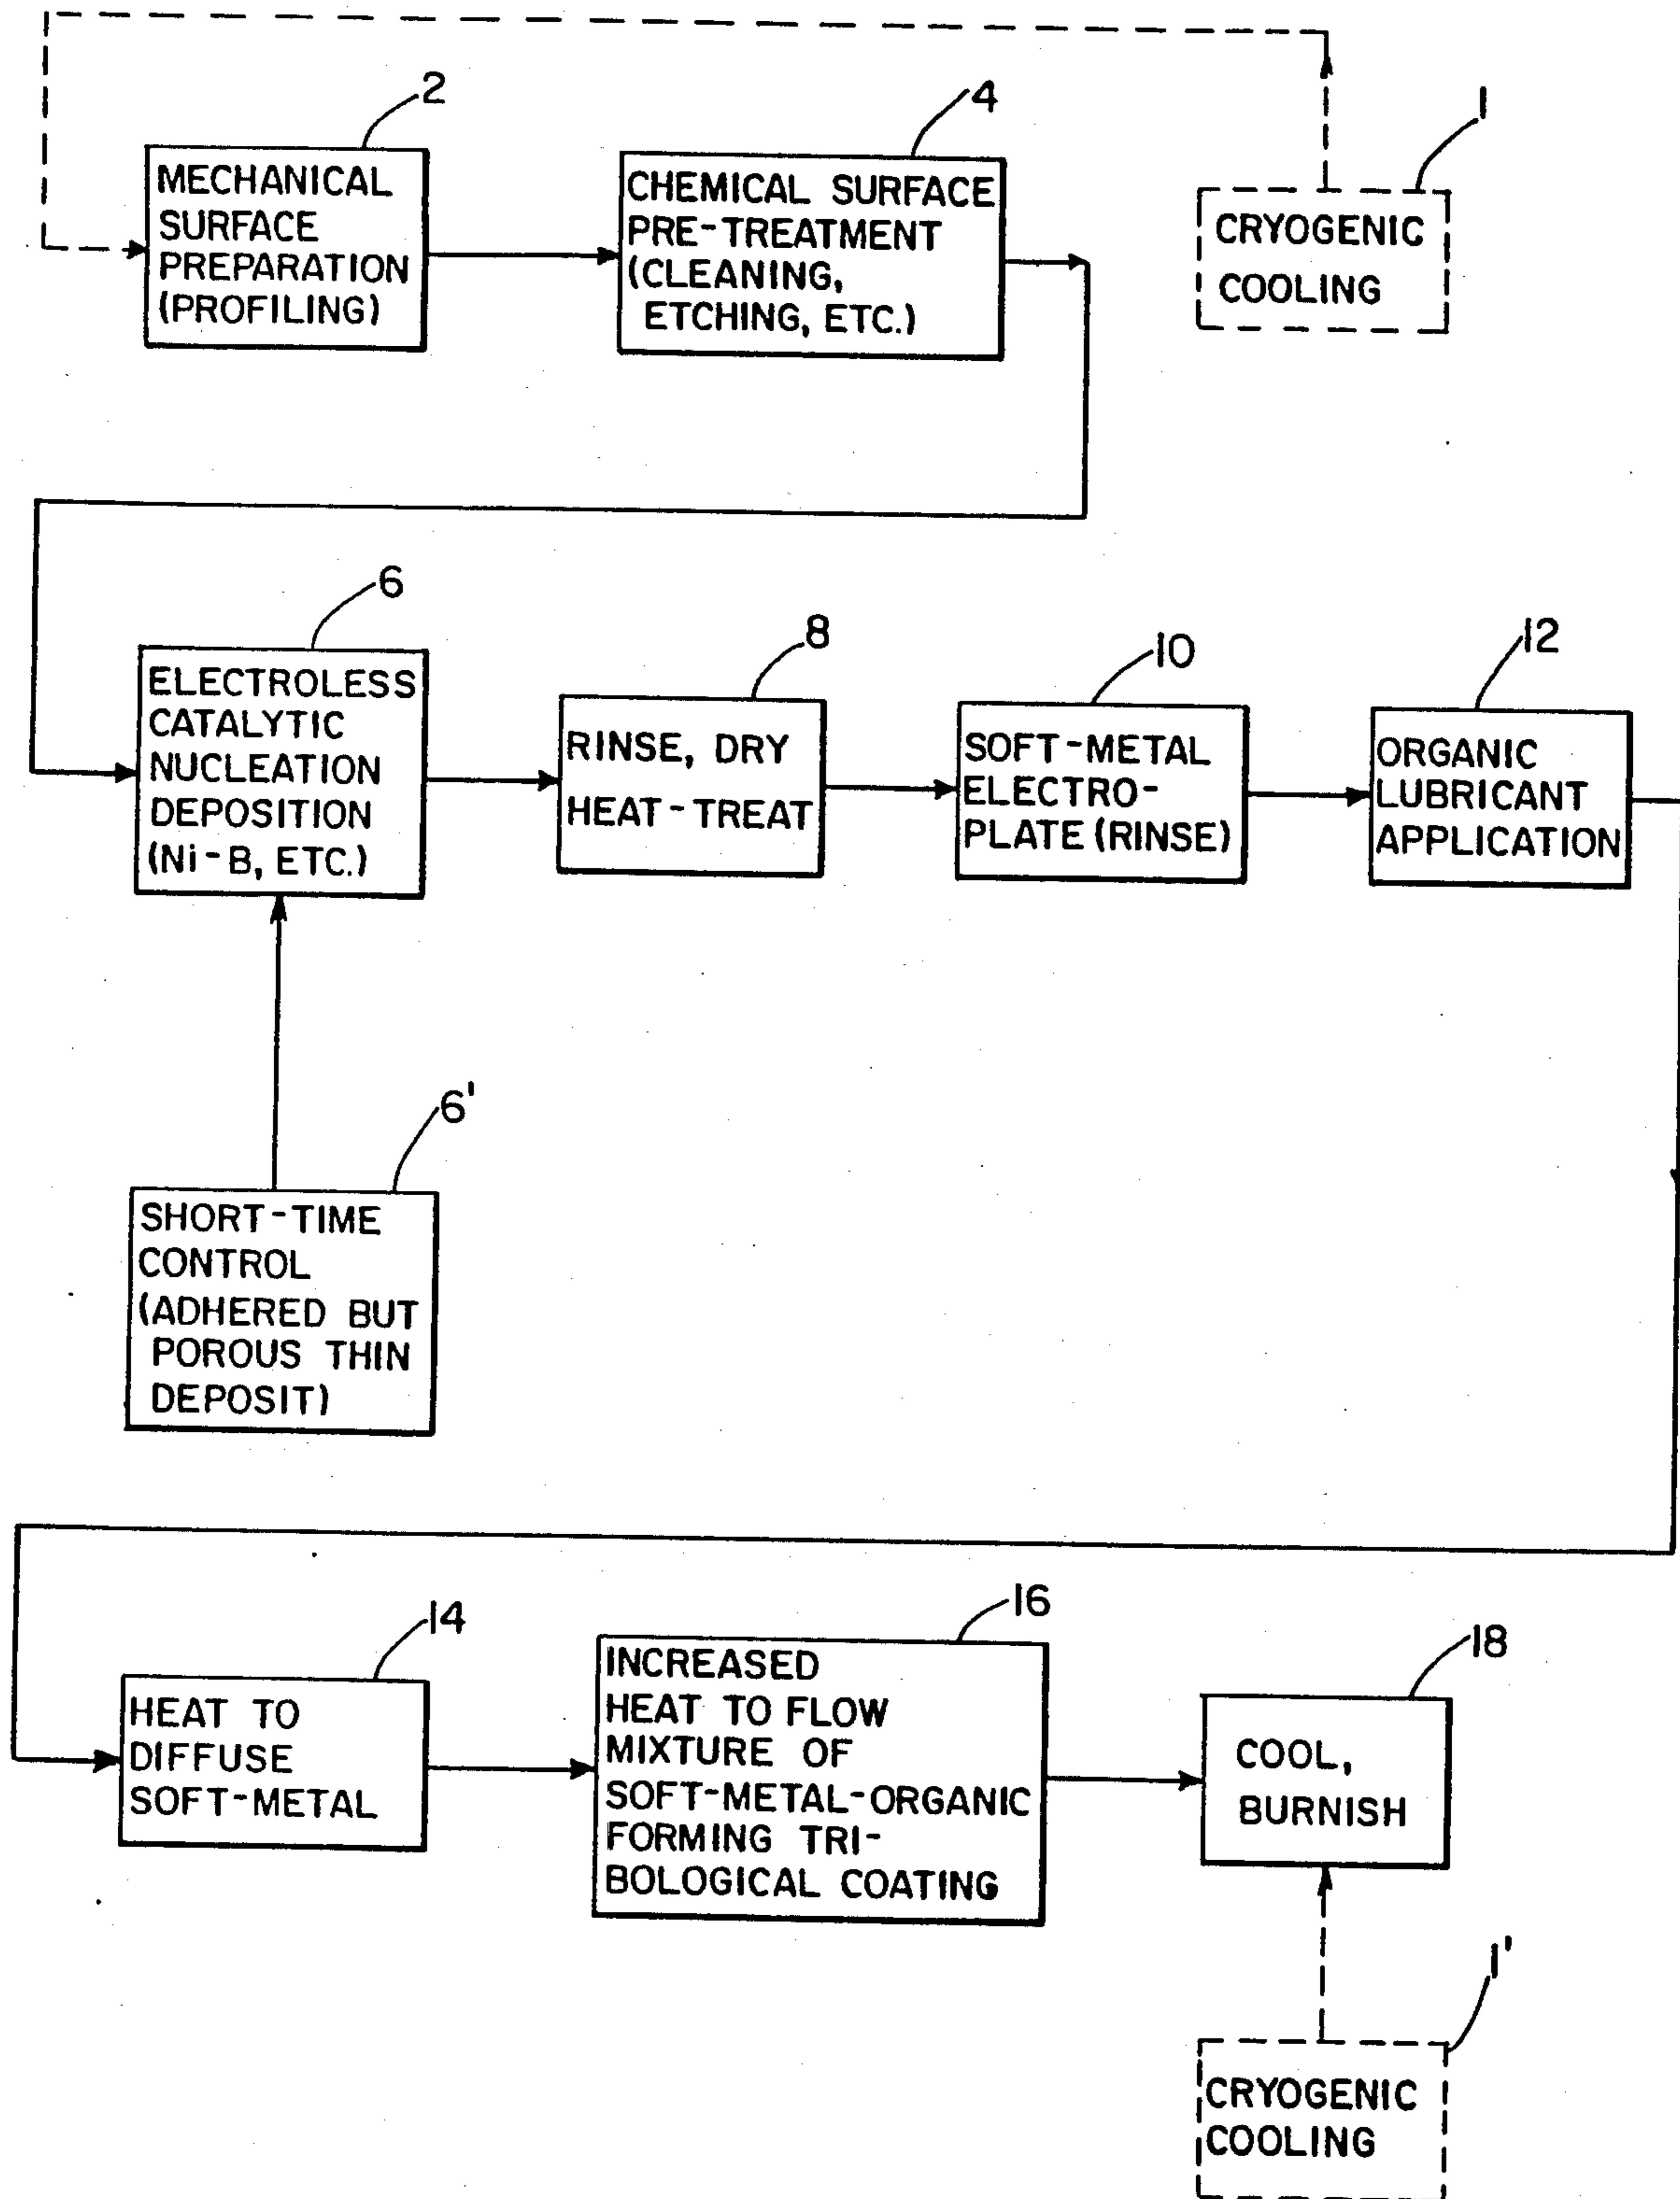 2
MECHANICAL
SURFACE
PREPARATION
(PROFILING)
4
CHEMICAL SURFACE
PRE-TREATMENT
(CLEANING,
ETCHING, ETC.)
1
CRYOGENIC
COOLING
6
ELECTROLESS
CATALYTIC
NUCLEATION
DEPOSITION
(Ni-B, ETC.)
8
RINSE, DRY
HEAT-TREAT
10
SOFT-METAL
ELECTRO-
PLATE (RINSE)
12
ORGANIC
LUBRICANT
APPLICATION
6'
SHORT-TIME
CONTROL
(ADHERED BUT
POROUS THIN
DEPOSIT)
14
HEAT TO
DIFFUSE
SOFT-METAL
16
INCREASED
HEAT TO FLOW
MIXTURE OF
SOFT-METAL-ORGANIC
FORMING TRI-
BOLOGICAL COATING
18
COOL,
BURNISH
1'
CRYOGENIC
COOLING